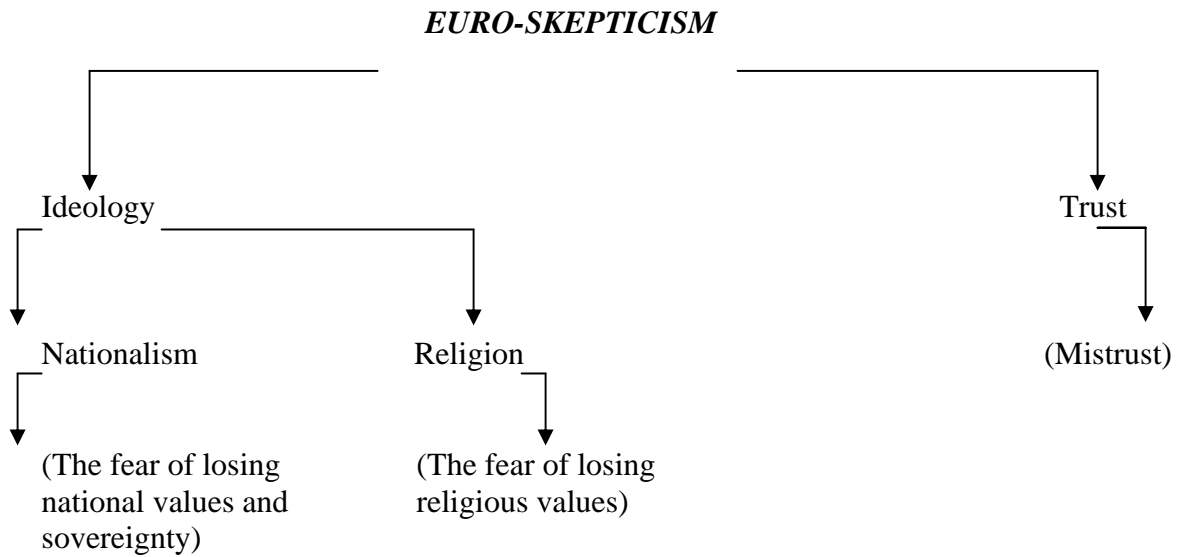 EURO-SKEPTICISM
Ideology
Trust
Nationalism
Religion
(Mistrust)
(The fear of losing
national values and
sovereignty)
(The fear of losing
religious values)